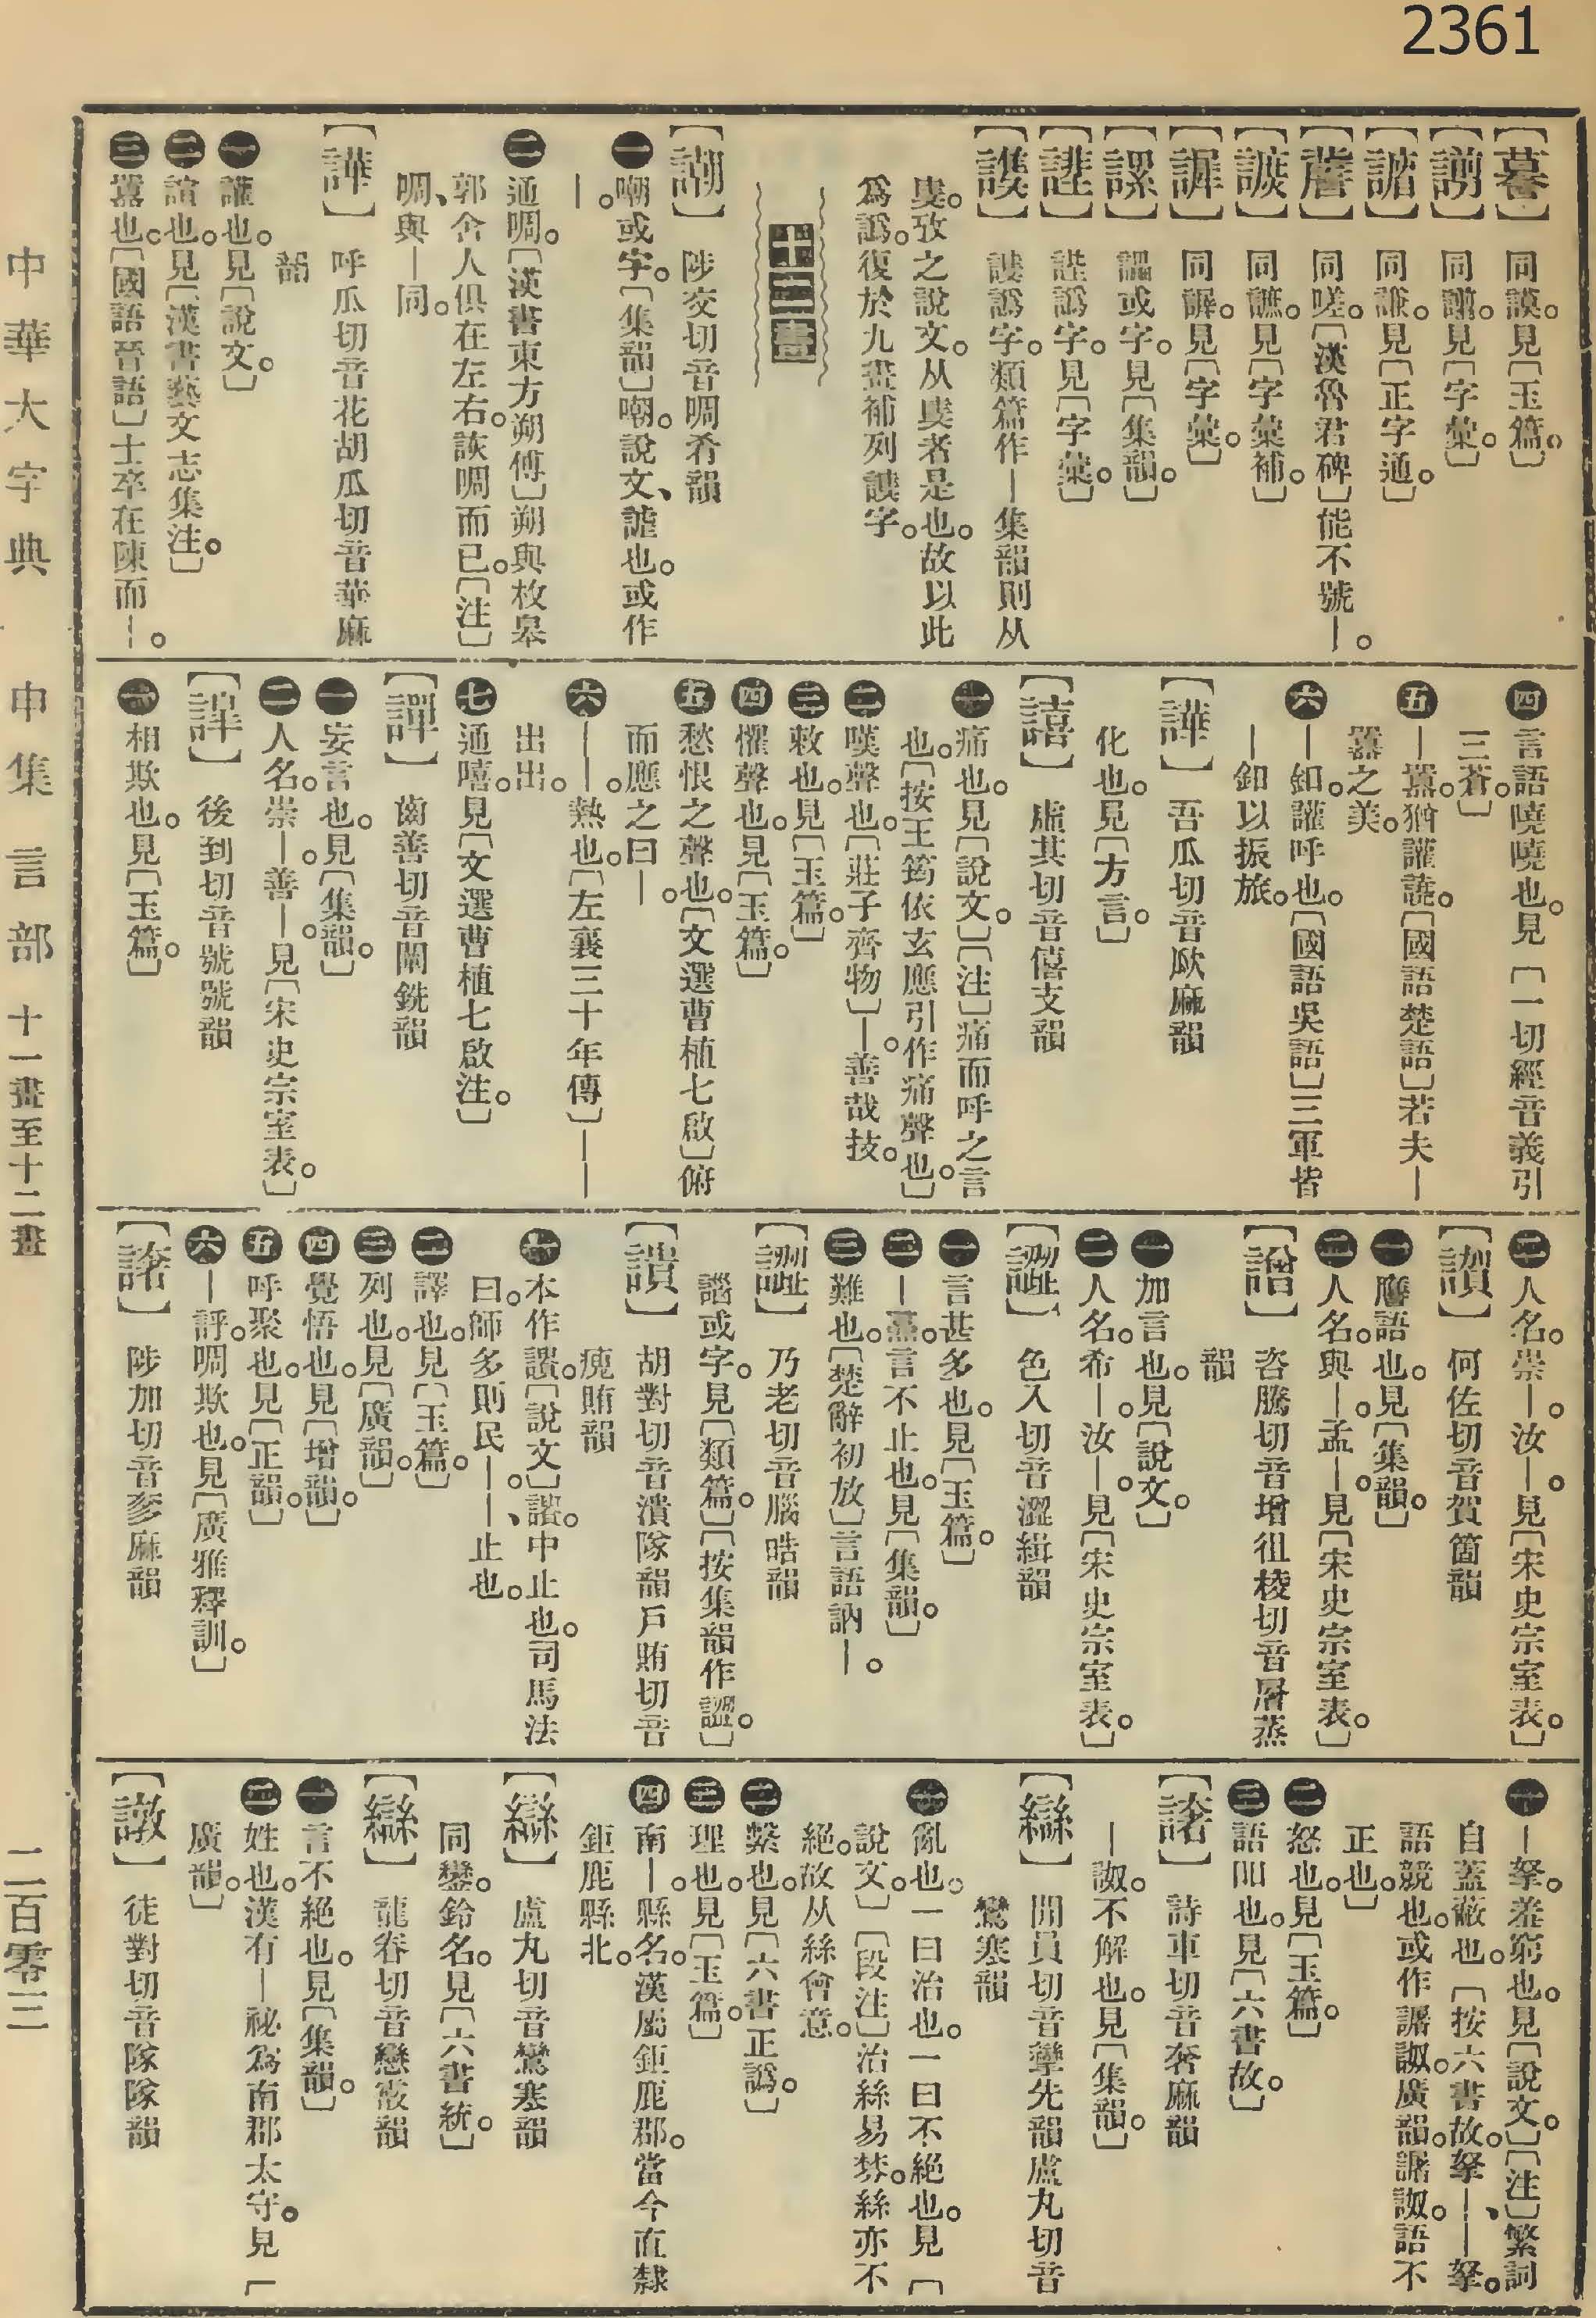 2361
【謩】同謨。見〔玉篇。〕
【謭】同譾。見〔字彙。〕
同謙。見〔正字通。〕
同嗟。〔漢魯君碑〕能不號—。
同謶。見〔字彙補。〕
同謘。見〔字彙。〕
或字。見〔集韻。〕
譌字。見〔字彙。〕
【謖】譌字。類篇作—集韻則从
㚇。攷之說文。从㚇者是也。故以此
爲譌。復於九畫補列字。
十二畫
【謿】陟交切音啁肴韻
㊀嘲或字。〔集韻〕嘲。說文、謔也。或作
—。
㊁通啁。〔漢書東方朔傅〕朔與枚皋
郭舍人俱在左右。詼啁而已。〔注〕
啁、與—同。
【譁】呼瓜切音花胡瓜切音華麻
韻
㊀讙也。見〔說文。〕
㊁諠也。見〔漢書藝文志集注。〕
㊂囂也。〔國語晉語〕士卒在陳而—。
㊃言語嘵嘵也。見〔一切經音義引
三蒼。〕
㊄—囂。猶讙譊。〔國語楚語〕若夫—
囂之美。
㊅—釦。讙呼也。〔國語吳語〕三軍皆
—釦以振旅。
【譁】吾瓜切音㕦麻韻
化也。見〔方言。〕
【譆】虛其切音僖支韻
㊀痛也。見〔說文。〕〔注〕痛而呼之言
也。〔按王筠依玄應引作痛聲也。〕
㊁嘆聲也。〔莊子齊物〕—。善哉技。
㊂敕也。見〔玉篇。〕
㊃懼聲也。見〔玉篇。〕
㊄愁恨之聲也。〔文選曹植七啟〕俯
而應之曰—。
㊅——。熱也。〔左襄三十年傳〕——
出出。
㊆通嘻。見〔文選曹植七啟注。〕
【譂】齒善切音闡銑韻
㊀妄言也。見〔集韻。〕
㊁人名。崇—。善—。見〔宋史宗室表。〕
【𧬁】後到切音號號韻
㊀相欺也。見〔玉篇。〕
㊁人名。崇—。汝—。見〔宋史宗室表。〕
何佐切音賀箇韻
㊀譍語也。見〔集韻。〕
㊁人名。與—。孟—。見〔宋史宗室表。〕
【譄】咨騰切音增徂棱切音層蒸
韻
㊀加言也。見〔說文。〕
㊁人名。希—。汝—。見〔宋史宗室表。〕
【譅】色入切音澀緝韻
㊀言甚多也。見〔玉篇。〕
㊁—譶。言不止也。見〔集韻。〕
㊂難也。〔楚辭初放〕言語訥—。
【譅】乃老切音腦晧韻
或字。見〔類篇。〕〔按集韻作。〕
【讃】胡對切音潰隊韻戶賄切音
瘣賄韻
㊀本作讃。〔說文〕讃。中止也。司馬法
曰。師多則民—。—、止也。
㊁譯也。見〔玉篇。〕
㊂列也。見〔廣韻。〕
㊃覺悟也。見〔增韻。〕
㊄呼聚也。見〔正韻。〕
㊅—評。啁欺也。見〔廣雅釋訓。〕
【譇】陟加切音奓麻韻
㊀—拏。羞窮也。見〔說文。〕〔注〕繁詞
自蓋蔽也。〔按六書故。拏—、—拏。
語競也。或作䛯。廣韻。䛯。語不
正也。〕
㊁怒也。見〔玉篇。〕
㊂語呭也。見〔六書故。〕
【譇】詩車切音奢麻韻
—䛯。不解也。見〔集韻。〕
【䜌】閭員切音攣先韻盧丸切音
鸞寒韻
㊀亂也。一曰治也。一曰不絕也。見〔
說文。〕〔段注〕治絲易棼。絲亦不
絕。故从絲會意。
㊁繫也。見〔六書正譌。〕
㊂理也。見〔玉篇。〕
㊃南—。縣名。漢屬鉅鹿郡。當今直隸
鉅鹿縣北。
【䜌】盧丸切音鸞寒韻
同鑾。鈴名。見〔六書統。〕
【䜌】龍眷切音戀霰韻
㊀言不絕也。見〔集韻。〕
㊁姓也。漢有—祕爲南郡太守。見〔
廣韻。〕
【譈】徒對切音隊隊韻
中華大字典 申集 言部 十一畫至十二畫 二百零三